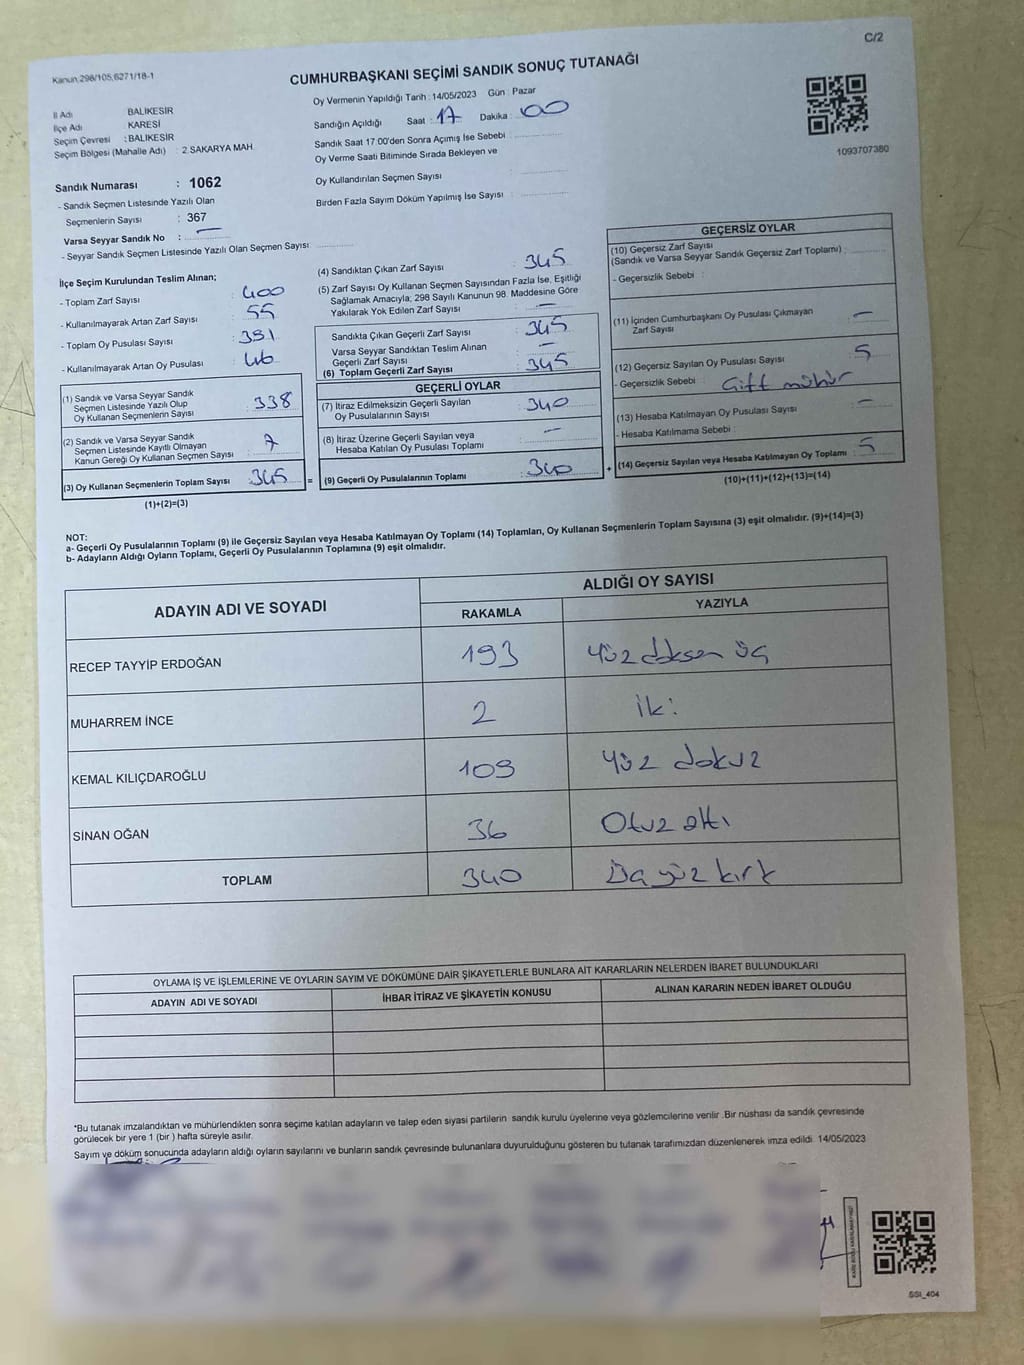 C/2
Kanun:298/105,6271/18-1
CUMHURBAŞKANI SEÇİMİ SANDIK SONUÇ TUTANAĞI
İl Adı BALIKESİR
İlçe Adı KARESİ
Seçim Çevresi : BALIKESİR
Seçim Bölgesi (Mahalle Adı) : 2.SAKARYA MAH.
Oy Vermenin Yapıldığı Tarih : 14/05/2023 Gün : Pazar
Sandığın Açıldığı Saat : 17 Dakika : 00
Sandık Saat 17:00'den Sonra Açımış İse Sebebi :
Oy Verme Saati Bitiminde Sırada Bekleyen ve
Oy Kullandırılan Seçmen Sayısı :
Birden Fazla Sayım Döküm Yapılmış İse Sayısı :
1093707380
Sandık Numarası : 1062
- Sandık Seçmen Listesinde Yazılı Olan
Seçmenlerin Sayısı : 367
Varsa Seyyar Sandık No : —
- Seyyar Sandık Seçmen Listesinde Yazılı Olan Seçmen Sayısı
İlçe Seçim Kurulundan Teslim Alınan;
- Toplam Zarf Sayısı : 400
- Kullanılmayarak Artan Zarf Sayısı : 55
- Toplam Oy Pusulası Sayısı : 391
- Kullanılmayarak Artan Oy Pusulası : 46
(1) Sandık ve Varsa Seyyar Sandık
Seçmen Listesinde Yazılı Olup
Oy Kullanan Seçmenlerin Sayısı : 338
(2) Sandık ve Varsa Seyyar Sandık
Seçmen Listesinde Kayıtlı Olmayan
Kanun Gereği Oy Kullanan Seçmen Sayısı : 7
(3) Oy Kullanan Seçmenlerin Toplam Sayısı : 345
(1)+(2)=(3)
=
(4) Sandıktan Çıkan Zarf Sayısı : 345
(5) Zarf Sayısı Oy Kullanan Seçmen Sayısından Fazla İse, Eşitliği
Sağlamak Amacıyla; 298 Sayılı Kanunun 98. Maddesine Göre
Yakılarak Yok Edilen Zarf Sayısı : —
Sandıkta Çıkan Geçerli Zarf Sayısı : 345
Varsa Seyyar Sandıktan Teslim Alınan
Geçerli Zarf Sayısı : —
(6) Toplam Geçerli Zarf Sayısı : 345
GEÇERLİ OYLAR
(7) İtiraz Edilmeksizin Geçerli Sayılan
Oy Pusulalarının Sayısı : 340
(8) İtiraz Üzerine Geçerli Sayılan veya
Hesaba Katılan Oy Pusulası Toplamı : —
(9) Geçerli Oy Pusulalarının Toplamı : 340
+
GEÇERSİZ OYLAR
(10) Geçersiz Zarf Sayısı
(Sandık ve Varsa Seyyar Sandık Geçersiz Zarf Toplamı) :
- Geçersizlik Sebebi :
(11) İçinden Cumhurbaşkanı Oy Pusulası Çıkmayan
Zarf Sayısı : —
(12) Geçersiz Sayılan Oy Pusulası Sayısı : 5
- Geçersizlik Sebebi : Çift mühür
(13) Hesaba Katılmayan Oy Pusulası Sayısı : —
- Hesaba Katılmama Sebebi :
(14) Geçersiz Sayılan veya Hesaba Katılmayan Oy Toplamı : 5
(10)+(11)+(12)+(13)=(14)
NOT:
a- Geçerli Oy Pusulalarının Toplamı (9) ile Geçersiz Sayılan veya Hesaba Katılmayan Oy Toplamı (14) Toplamları, Oy Kullanan Seçmenlerin Toplam Sayısına (3) eşit olmalıdır. (9)+(14)=(3)
b- Adayların Aldığı Oyların Toplamı, Geçerli Oy Pusulalarının Toplamına (9) eşit olmalıdır.
ADAYIN ADI VE SOYADI ALDIĞI OY SAYISI
RAKAMLA YAZIYLA
RECEP TAYYİP ERDOĞAN 193 Yüz doksan üç
MUHARREM İNCE 2 iki
KEMAL KILIÇDAROĞLU 109 Yüz dokuz
SİNAN OĞAN 36 Otuz altı
TOPLAM 340 Üç yüz kırk
OYLAMA İŞ VE İŞLEMLERİNE VE OYLARIN SAYIM VE DÖKÜMÜNE DAİR ŞİKAYETLERLE BUNLARA AİT KARARLARIN NELERDEN İBARET BULUNDUKLARI
ADAYIN ADI VE SOYADI İHBAR İTİRAZ VE ŞİKAYETİN KONUSU ALINAN KARARIN NEDEN İBARET OLDUĞU
*Bu tutanak imzalandıktan ve mühürlendikten sonra seçime katılan adayların ve talep eden siyasi partilerin sandık kurulu üyelerine veya gözlemcilerine verilir .Bir nüshası da sandık çevresinde
görülecek bir yere 1 (bir ) hafta süreyle asılır.
Sayım ve döküm sonucunda adayların aldığı oyların sayılarını ve bunların sandık çevresinde bulunanlara duyurulduğunu gösteren bu tutanak tarafımızdan düzenlenerek imza edildi. 14/05/2023
SSI_404